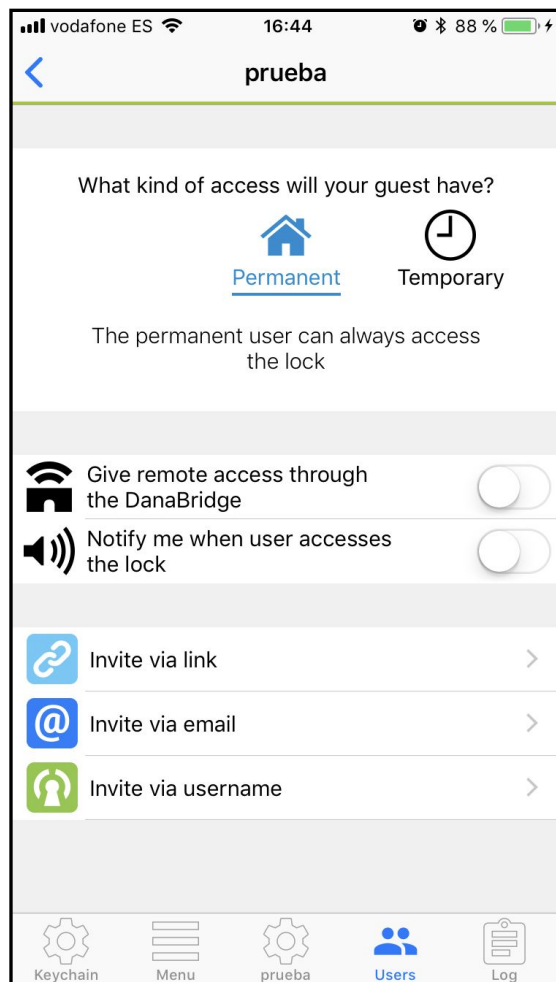 vodafone ES 16:44 88 %
prueba
What kind of access will your guest have?
Permanent Temporary
The permanent user can always access
the lock
Give remote access through
the DanaBridge
Notify me when user accesses
the lock
Invite via link
@ Invite via email
Invite via username
Keychain Menu prueba Users Log